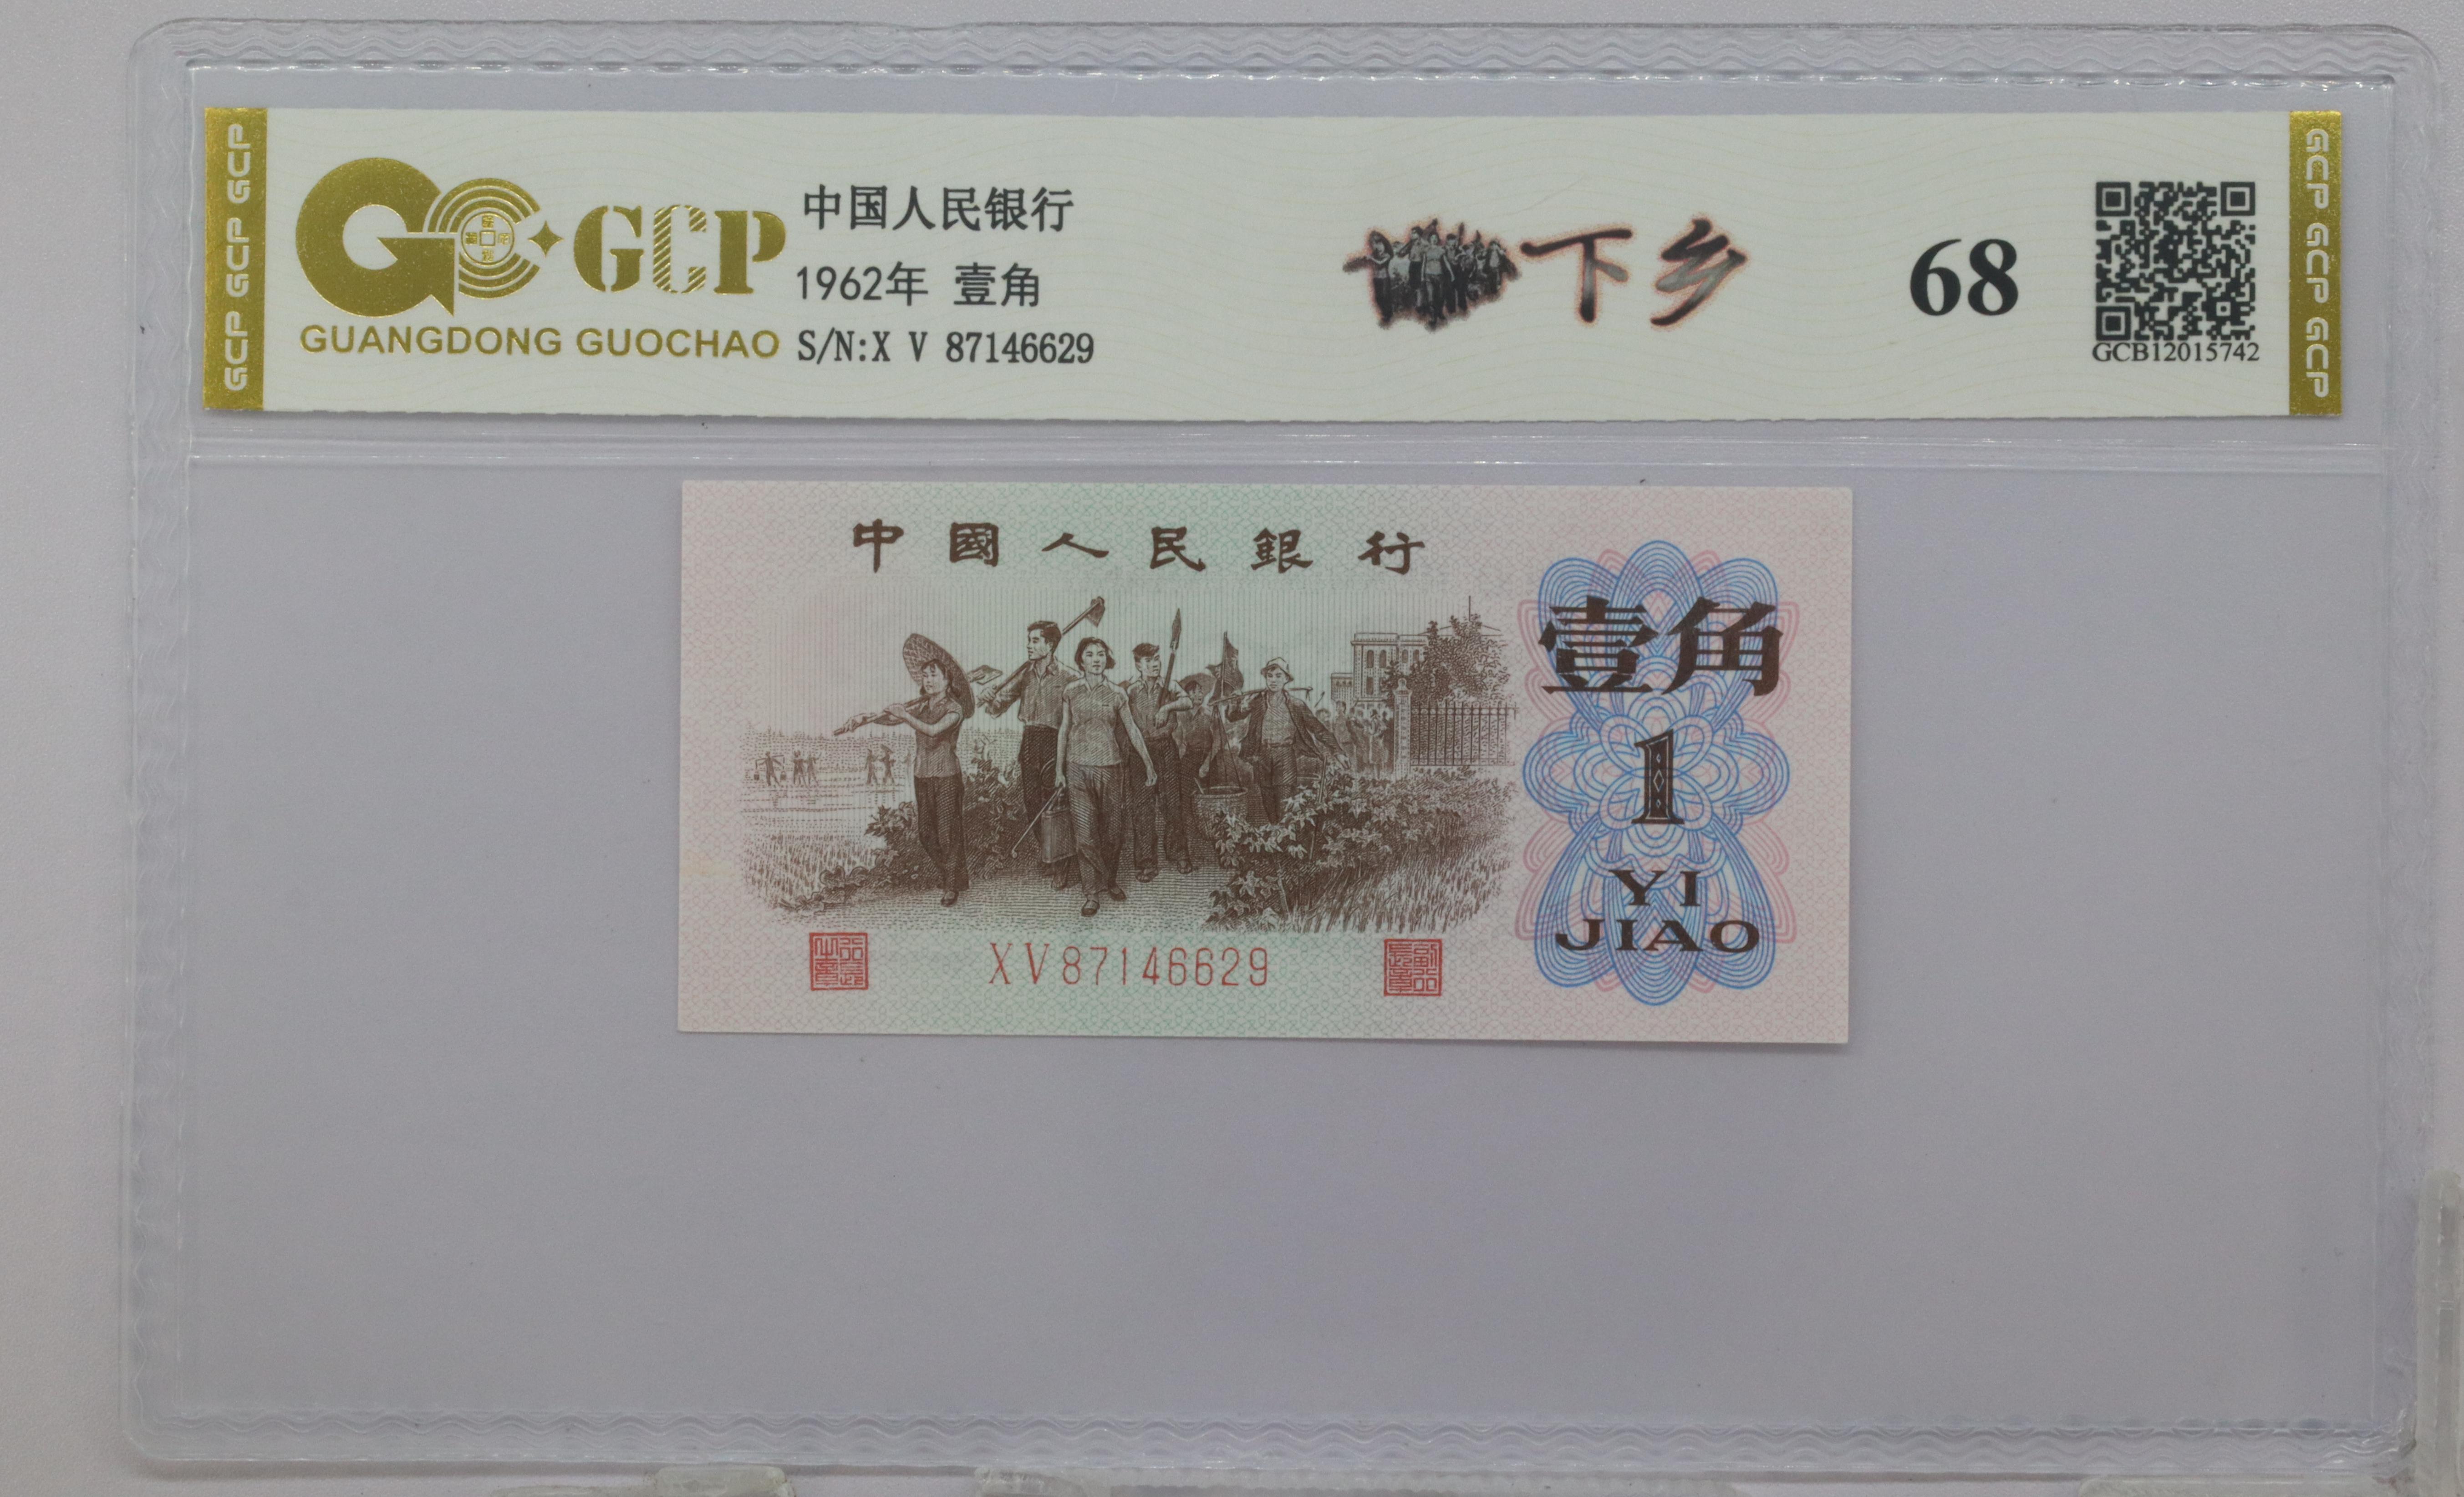 GCP GCP GCP
GCP
GUANGDONG GUOCHAO
中国人民银行
1962年 壹角
S/N:X V 87146629
下乡
68
GCB12015742
GCP GCP GCP
中國人民銀行
壹角
1
YI
JIAO
XV87146629